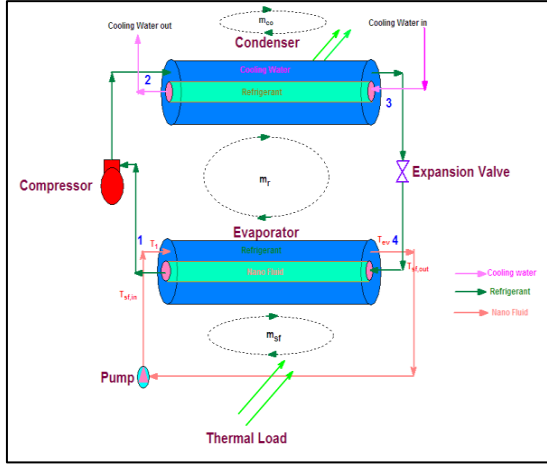 Cooling Water out
m_co
Cooling Water in
Condenser
Cooling Water
2
Refrigerant
3
Compressor
m_r
Expansion Valve
Evaporator
1
T_1
Refrigerant
T_ev
4
Nano Fluid
T_sf,out
Cooling water
T_sf,in
Refrigerant
m_sf
Nano Fluid
Pump
Thermal Load